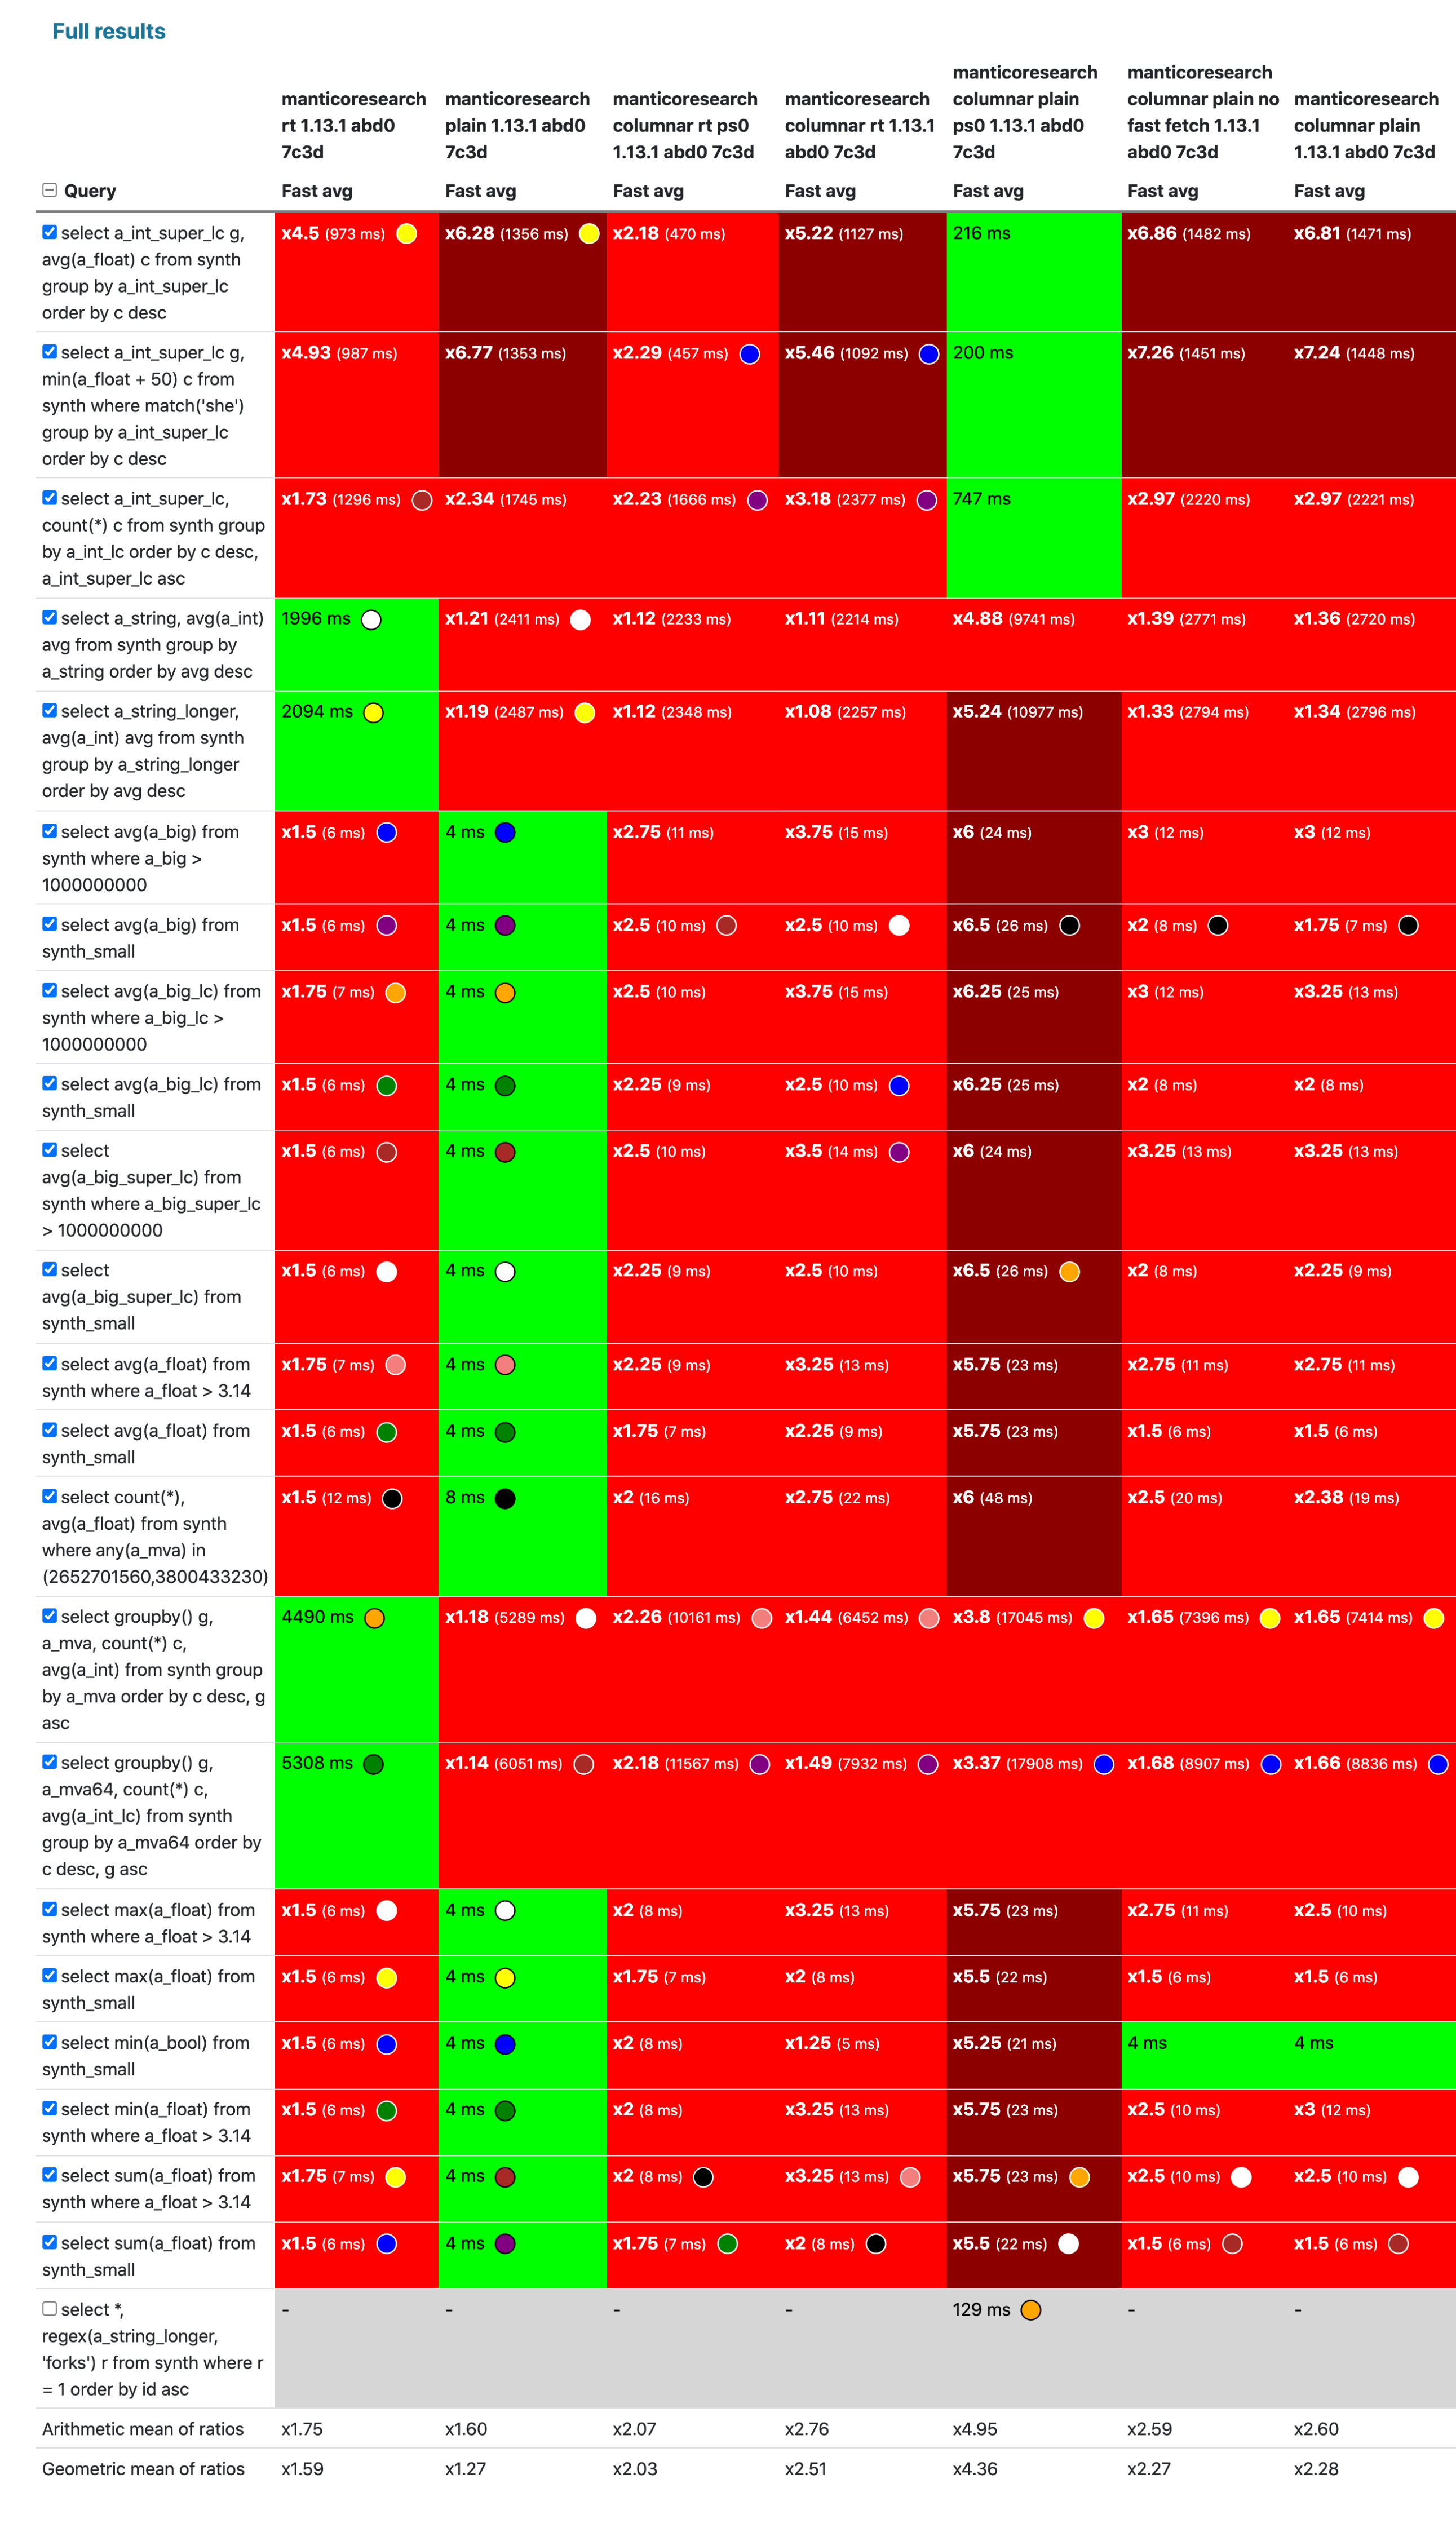 Full results
manticoresearch rt 1.13.1 abd0 7c3d
manticoresearch plain 1.13.1 abd0 7c3d
manticoresearch columnar rt ps0 1.13.1 abd0 7c3d
manticoresearch columnar rt 1.13.1 abd0 7c3d
manticoresearch columnar plain ps0 1.13.1 abd0 7c3d
manticoresearch columnar plain no fast fetch 1.13.1 abd0 7c3d
manticoresearch columnar plain 1.13.1 abd0 7c3d
Query Fast avg Fast avg Fast avg Fast avg Fast avg Fast avg Fast avg
select a_int_super_lc g, avg(a_float) c from synth group by a_int_super_lc order by c desc
x4.5 (973 ms) x6.28 (1356 ms) x2.18 (470 ms) x5.22 (1127 ms) 216 ms x6.86 (1482 ms) x6.81 (1471 ms)
select a_int_super_lc g, min(a_float + 50) c from synth where match('she') group by a_int_super_lc order by c desc
x4.93 (987 ms) x6.77 (1353 ms) x2.29 (457 ms) x5.46 (1092 ms) 200 ms x7.26 (1451 ms) x7.24 (1448 ms)
select a_int_super_lc, count(*) c from synth group by a_int_lc order by c desc, a_int_super_lc asc
x1.73 (1296 ms) x2.34 (1745 ms) x2.23 (1666 ms) x3.18 (2377 ms) 747 ms x2.97 (2220 ms) x2.97 (2221 ms)
select a_string, avg(a_int) avg from synth group by a_string order by avg desc
1996 ms x1.21 (2411 ms) x1.12 (2233 ms) x1.11 (2214 ms) x4.88 (9741 ms) x1.39 (2771 ms) x1.36 (2720 ms)
select a_string_longer, avg(a_int) avg from synth group by a_string_longer order by avg desc
2094 ms x1.19 (2487 ms) x1.12 (2348 ms) x1.08 (2257 ms) x5.24 (10977 ms) x1.33 (2794 ms) x1.34 (2796 ms)
select avg(a_big) from synth where a_big > 1000000000
x1.5 (6 ms) 4 ms x2.75 (11 ms) x3.75 (15 ms) x6 (24 ms) x3 (12 ms) x3 (12 ms)
select avg(a_big) from synth_small
x1.5 (6 ms) 4 ms x2.5 (10 ms) x2.5 (10 ms) x6.5 (26 ms) x2 (8 ms) x1.75 (7 ms)
select avg(a_big_lc) from synth where a_big_lc > 1000000000
x1.75 (7 ms) 4 ms x2.5 (10 ms) x3.75 (15 ms) x6.25 (25 ms) x3 (12 ms) x3.25 (13 ms)
select avg(a_big_lc) from synth_small
x1.5 (6 ms) 4 ms x2.25 (9 ms) x2.5 (10 ms) x6.25 (25 ms) x2 (8 ms) x2 (8 ms)
select avg(a_big_super_lc) from synth where a_big_super_lc > 1000000000
x1.5 (6 ms) 4 ms x2.5 (10 ms) x3.5 (14 ms) x6 (24 ms) x3.25 (13 ms) x3.25 (13 ms)
select avg(a_big_super_lc) from synth_small
x1.5 (6 ms) 4 ms x2.25 (9 ms) x2.5 (10 ms) x6.5 (26 ms) x2 (8 ms) x2.25 (9 ms)
select avg(a_float) from synth where a_float > 3.14
x1.75 (7 ms) 4 ms x2.25 (9 ms) x3.25 (13 ms) x5.75 (23 ms) x2.75 (11 ms) x2.75 (11 ms)
select avg(a_float) from synth_small
x1.5 (6 ms) 4 ms x1.75 (7 ms) x2.25 (9 ms) x5.75 (23 ms) x1.5 (6 ms) x1.5 (6 ms)
select count(*), avg(a_float) from synth where any(a_mva) in (2652701560,3800433230)
x1.5 (12 ms) 8 ms x2 (16 ms) x2.75 (22 ms) x6 (48 ms) x2.5 (20 ms) x2.38 (19 ms)
select groupby() g, a_mva, count(*) c, avg(a_int) from synth group by a_mva order by c desc, g asc
4490 ms x1.18 (5289 ms) x2.26 (10161 ms) x1.44 (6452 ms) x3.8 (17045 ms) x1.65 (7396 ms) x1.65 (7414 ms)
select groupby() g, a_mva64, count(*) c, avg(a_int_lc) from synth group by a_mva64 order by c desc, g asc
5308 ms x1.14 (6051 ms) x2.18 (11567 ms) x1.49 (7932 ms) x3.37 (17908 ms) x1.68 (8907 ms) x1.66 (8836 ms)
select max(a_float) from synth where a_float > 3.14
x1.5 (6 ms) 4 ms x2 (8 ms) x3.25 (13 ms) x5.75 (23 ms) x2.75 (11 ms) x2.5 (10 ms)
select max(a_float) from synth_small
x1.5 (6 ms) 4 ms x1.75 (7 ms) x2 (8 ms) x5.5 (22 ms) x1.5 (6 ms) x1.5 (6 ms)
select min(a_bool) from synth_small
x1.5 (6 ms) 4 ms x2 (8 ms) x1.25 (5 ms) x5.25 (21 ms) 4 ms 4 ms
select min(a_float) from synth where a_float > 3.14
x1.5 (6 ms) 4 ms x2 (8 ms) x3.25 (13 ms) x5.75 (23 ms) x2.5 (10 ms) x3 (12 ms)
select sum(a_float) from synth where a_float > 3.14
x1.75 (7 ms) 4 ms x2 (8 ms) x3.25 (13 ms) x5.75 (23 ms) x2.5 (10 ms) x2.5 (10 ms)
select sum(a_float) from synth_small
x1.5 (6 ms) 4 ms x1.75 (7 ms) x2 (8 ms) x5.5 (22 ms) x1.5 (6 ms) x1.5 (6 ms)
select *, regex(a_string_longer, 'forks') r from synth where r = 1 order by id asc
- - - - 129 ms - -
Arithmetic mean of ratios x1.75 x1.60 x2.07 x2.76 x4.95 x2.59 x2.60
Geometric mean of ratios x1.59 x1.27 x2.03 x2.51 x4.36 x2.27 x2.28